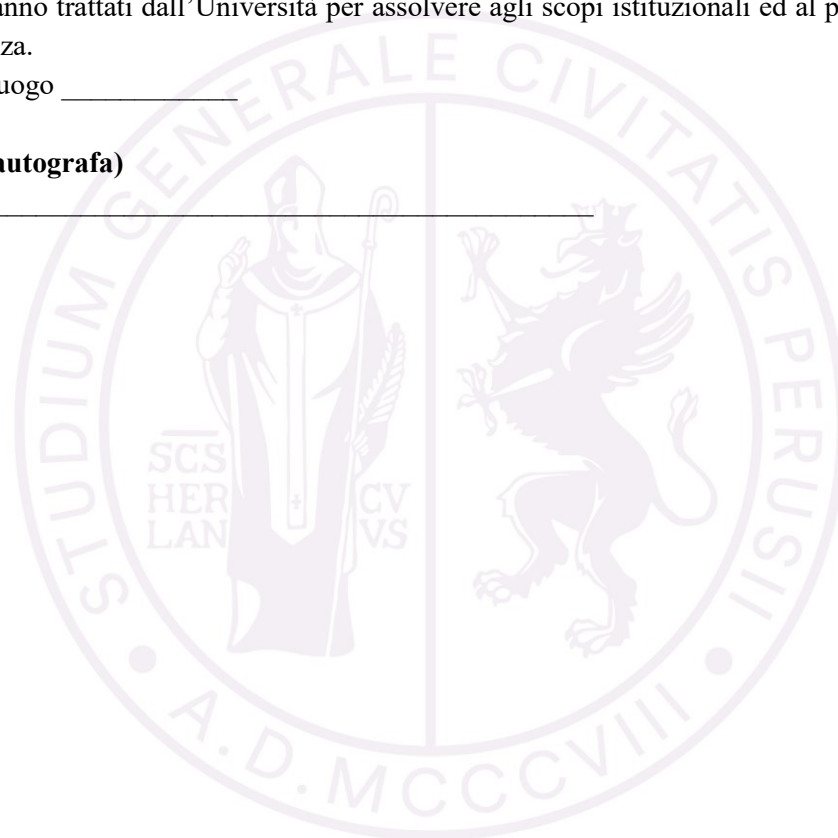 anno trattati dall’Università per assolvere agli scopi istituzionali ed al p
za.
uogo ____________
autografa)
________________________________________
STUDIUM GENERALE CIVITATIS PERUSII
SCS
HER
LAN
CV
VS
A.D. MCCCVIII